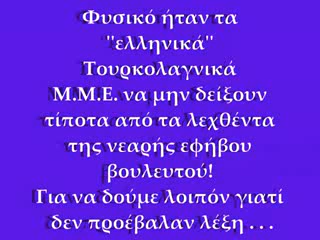 Φυσικό ήταν τα
"ελληνικά"
Τουρκολαγνικά
Μ.Μ.Ε. να μην δείξουν
τίποτα από τα λεχθέντα
της νεαρής εφήβου
βουλευτού!
Για να δούμε λοιπόν γιατί
δεν προέβαλαν λέξη . . .